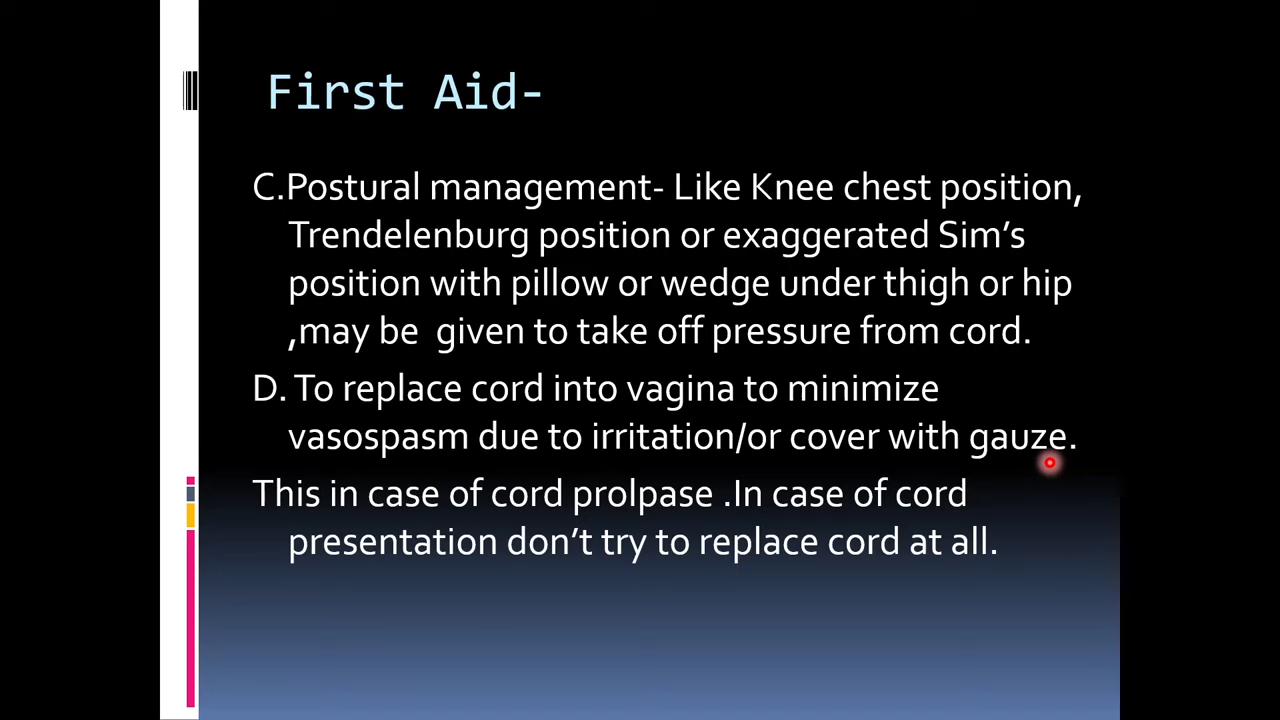 First Aid-
C.Postural management- Like Knee chest position,
Trendelenburg position or exaggerated Sim’s
position with pillow or wedge under thigh or hip
,may be given to take off pressure from cord.
D. To replace cord into vagina to minimize
vasospasm due to irritation/or cover with gauze.
This in case of cord prolpase .In case of cord
presentation don’t try to replace cord at all.